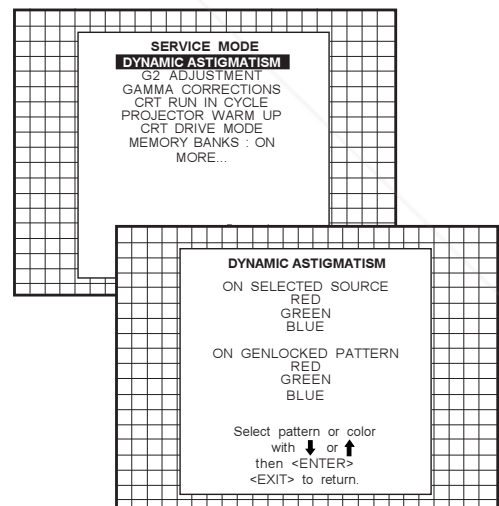 SERVICE MODE
DYNAMIC ASTIGMATISM
G2 ADJUSTMENT
GAMMA CORRECTIONS
CRT RUN IN CYCLE
PROJECTOR WARM UP
CRT DRIVE MODE
MEMORY BANKS : ON
MORE...
DYNAMIC ASTIGMATISM
ON SELECTED SOURCE
RED
GREEN
BLUE
ON GENLOCKED PATTERN
RED
GREEN
BLUE
Select pattern or color
with ⬇ or ⬆
then <ENTER>
<EXIT> to return.